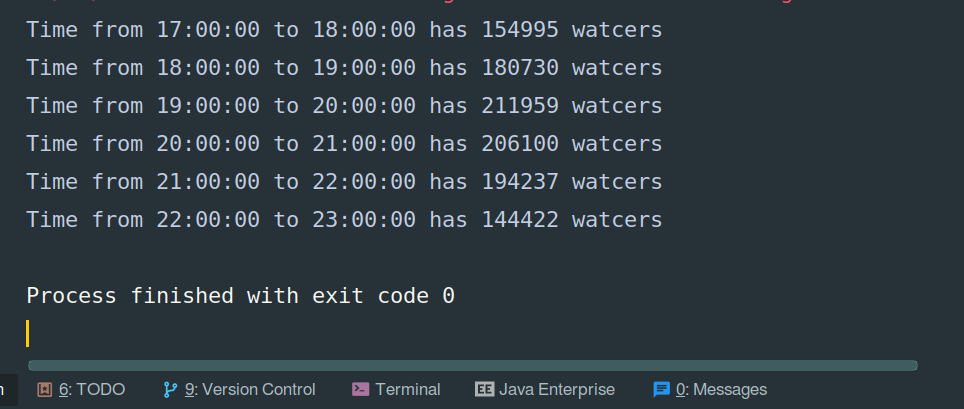 Time from 17:00:00 to 18:00:00 has 154995 watcers
Time from 18:00:00 to 19:00:00 has 180730 watcers
Time from 19:00:00 to 20:00:00 has 211959 watcers
Time from 20:00:00 to 21:00:00 has 206100 watcers
Time from 21:00:00 to 22:00:00 has 194237 watcers
Time from 22:00:00 to 23:00:00 has 144422 watcers
Process finished with exit code 0
6: TODO 9: Version Control Terminal EE Java Enterprise 0: Messages